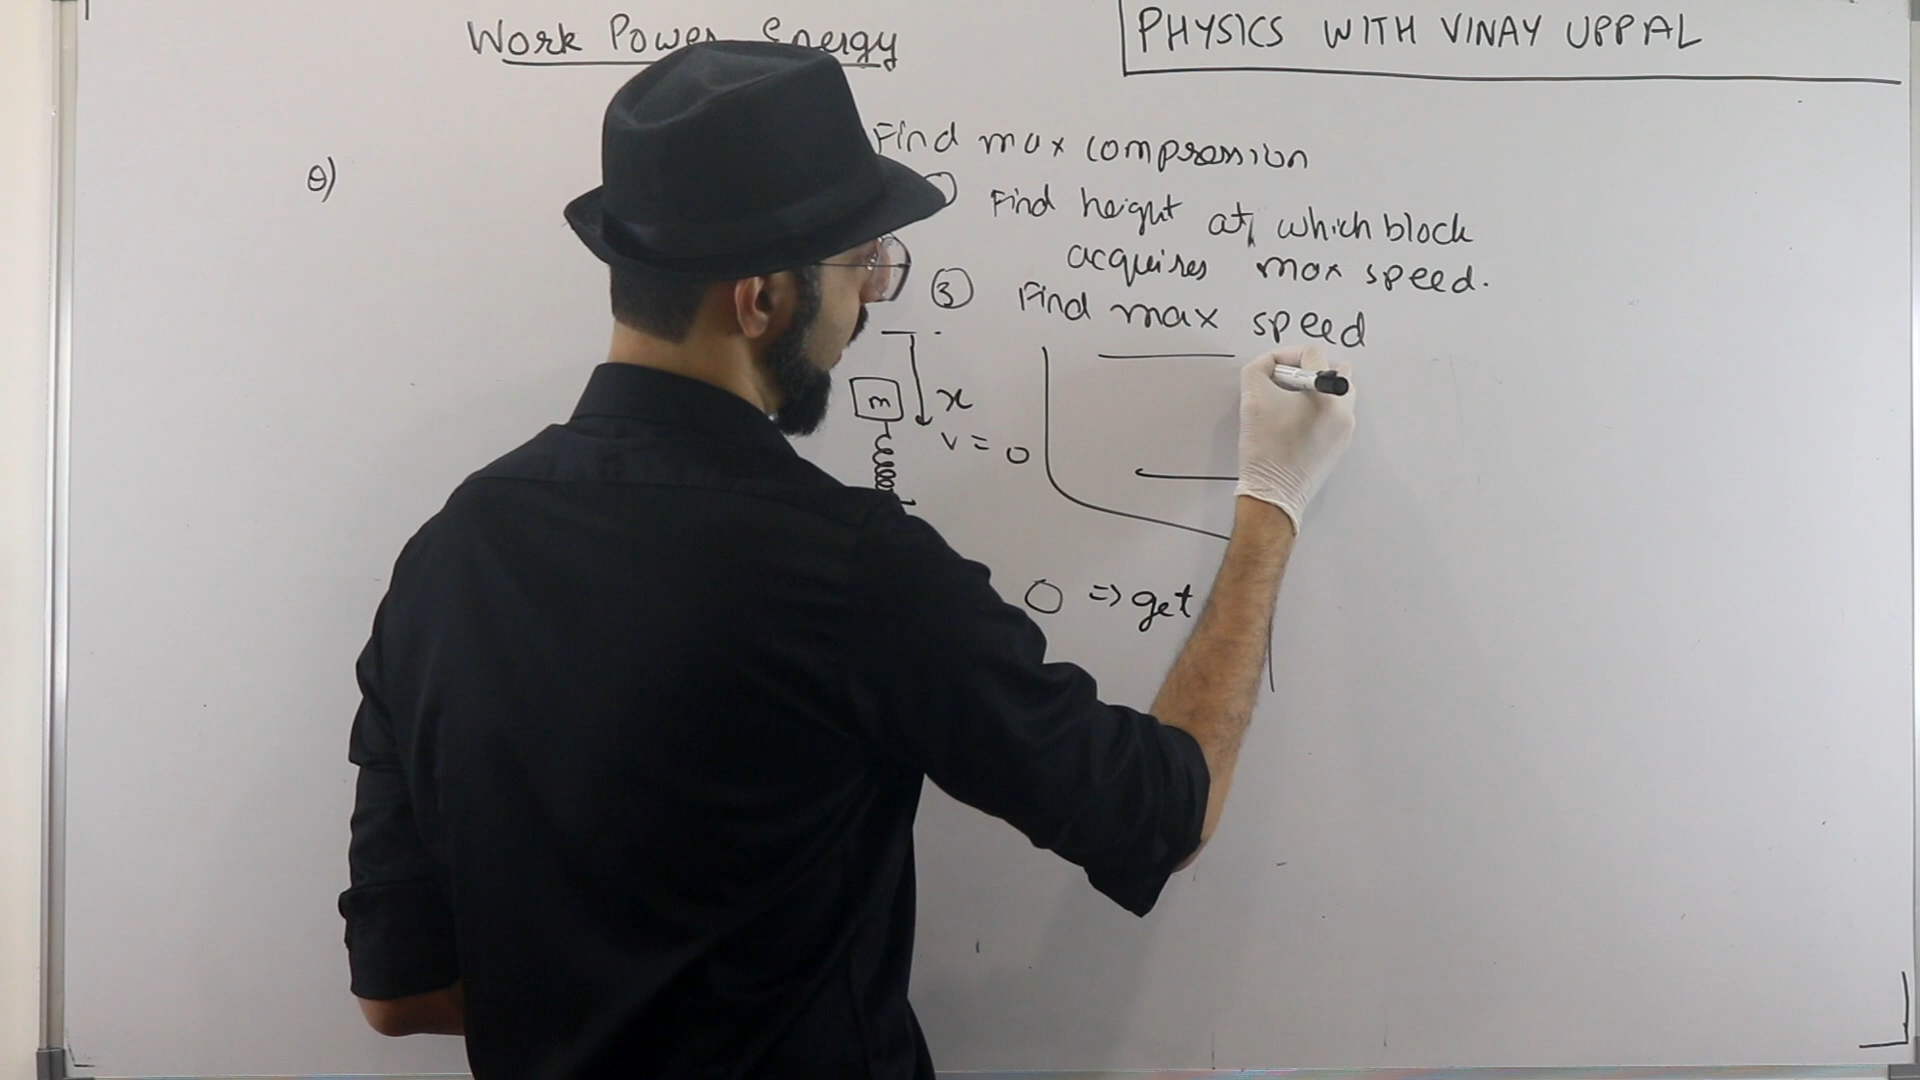 Work Power Energy
PHYSICS WITH VINAY UPPAL
Q)
Find max compression
Find height at which block
acquires max speed.
③ Find max speed
m
x
v = 0
0 => get